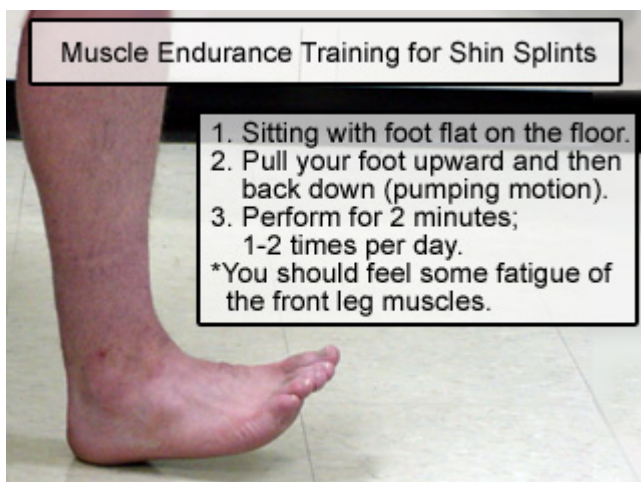 Muscle Endurance Training for Shin Splints
1. Sitting with foot flat on the floor.
2. Pull your foot upward and then
back down (pumping motion).
3. Perform for 2 minutes;
1-2 times per day.
*You should feel some fatigue of
the front leg muscles.